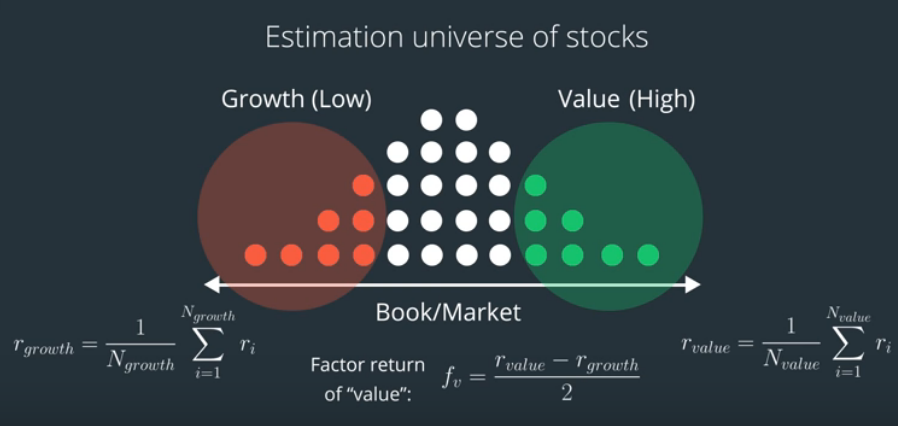 Estimation universe of stocks
Growth (Low)
Value (High)
Book/Market
r_{growth} = \frac{1}{N_{growth}} \sum_{i=1}^{N_{growth}} r_i
Factor return
of “value”:
f_v = \frac{r_{value} - r_{growth}}{2}
r_{value} = \frac{1}{N_{value}} \sum_{i=1}^{N_{value}} r_i